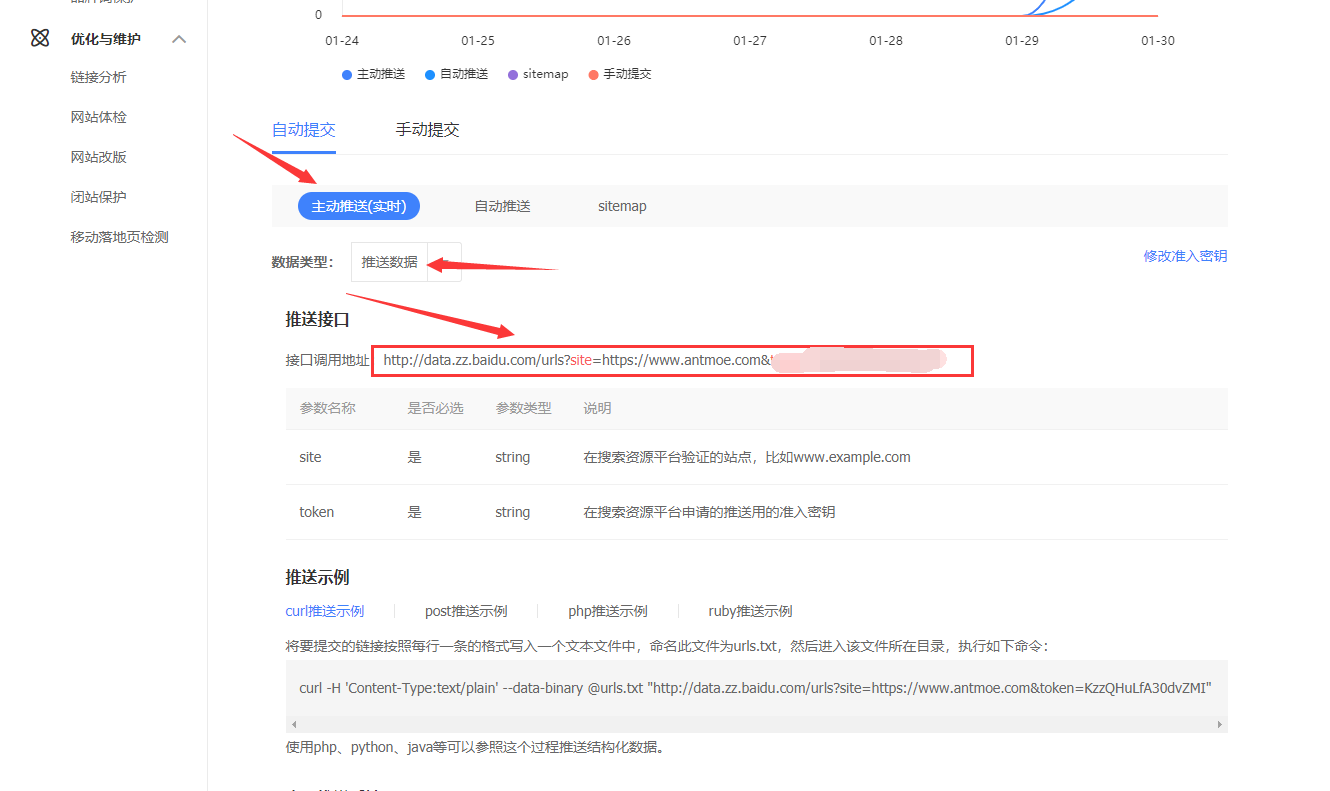 优化与维护
链接分析
网站体检
网站改版
闭站保护
移动落地页检测
0
01-24 01-25 01-26 01-27 01-28 01-29 01-30
主动推送 自动推送 sitemap 手动提交
自动提交 手动提交
主动推送(实时) 自动推送 sitemap
数据类型： 推送数据 修改准入密钥
推送接口
接口调用地址 http://data.zz.baidu.com/urls?site=https://www.antmoe.com&
参数名称 是否必选 参数类型 说明
site 是 string 在搜索资源平台验证的站点，比如www.example.com
token 是 string 在搜索资源平台申请的推送用的准入密钥
推送示例
curl推送示例 post推送示例 php推送示例 ruby推送示例
将要提交的链接按照每行一条的格式写入一个文本文件中，命名此文件为urls.txt，然后进入该文件所在目录，执行如下命令：
curl -H 'Content-Type:text/plain' --data-binary @urls.txt "http://data.zz.baidu.com/urls?site=https://www.antmoe.com&token=KzzQHuLfA30dvZMI"
使用php、python、java等可以参照这个过程推送结构化数据。